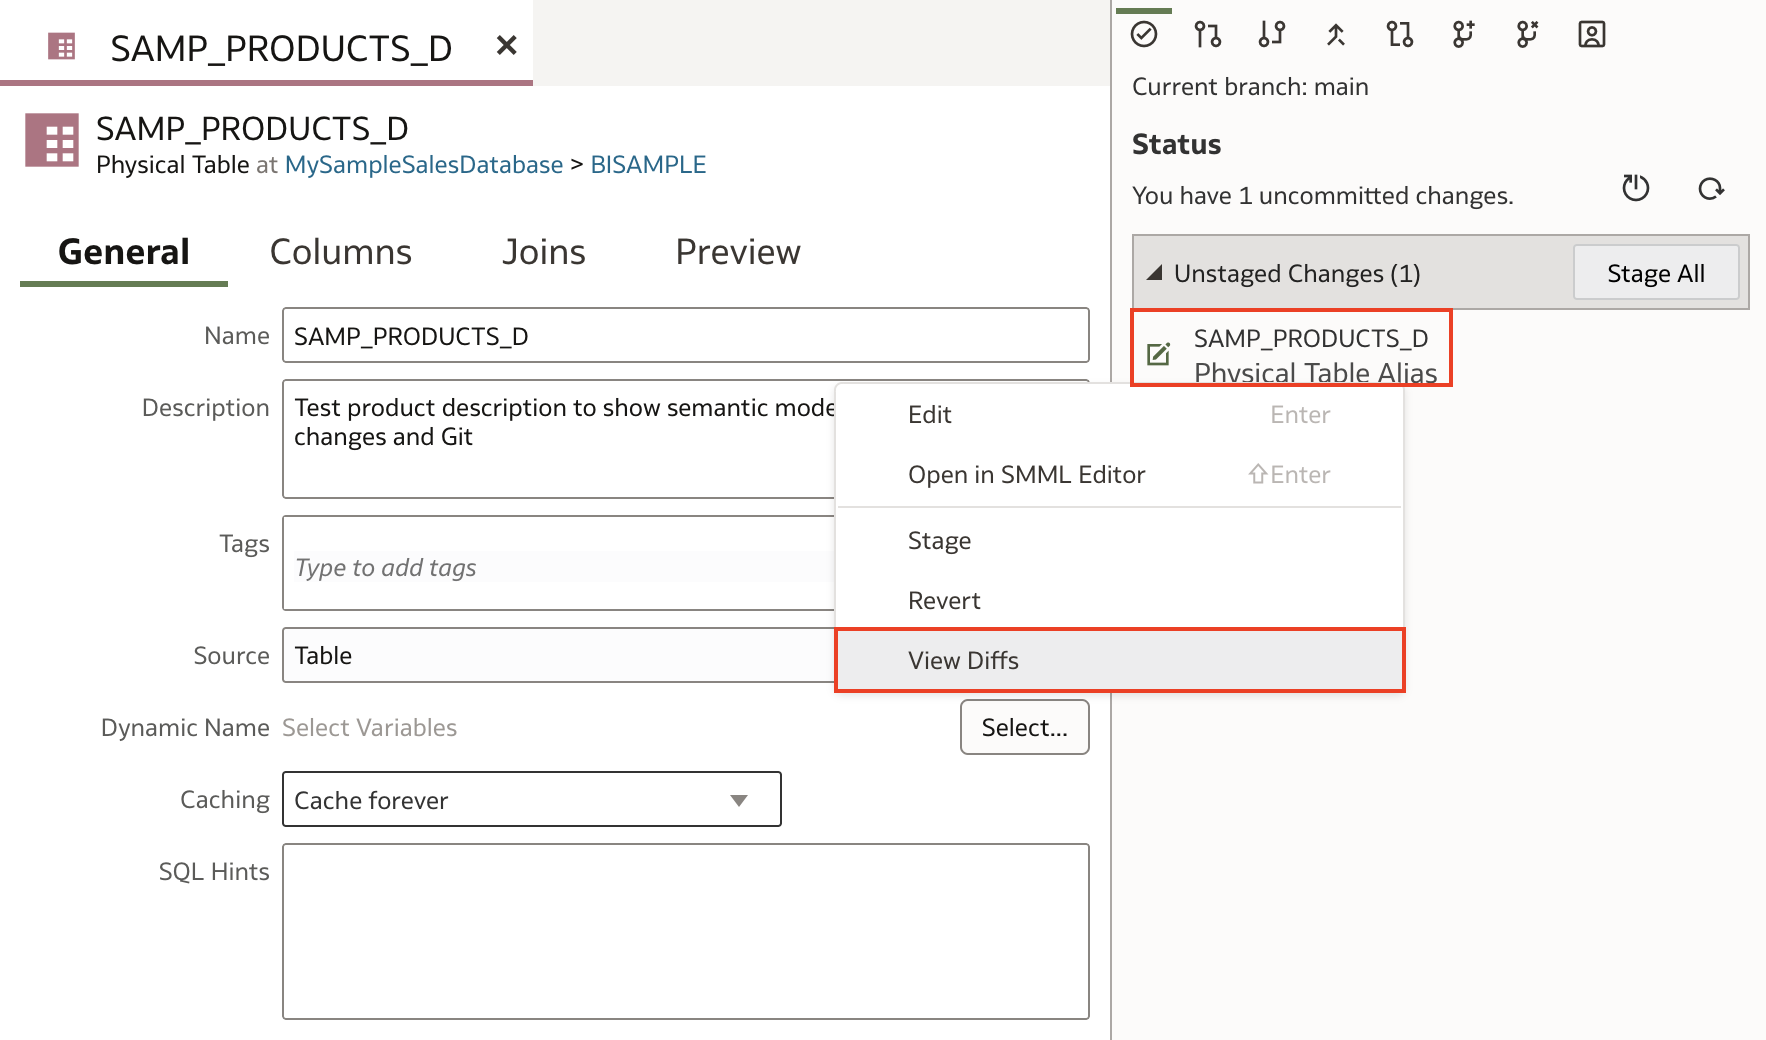 SAMP_PRODUCTS_D
SAMP_PRODUCTS_D
Physical Table at MySampleSalesDatabase > BISAMPLE
General Columns Joins Preview
Name SAMP_PRODUCTS_D
Description Test product description to show semantic mode
changes and Git
Tags Type to add tags
Source Table
Dynamic Name Select Variables Select...
Caching Cache forever
SQL Hints
Current branch: main
Status
You have 1 uncommitted changes.
Unstaged Changes (1) Stage All
SAMP_PRODUCTS_D
Physical Table Alias
Edit Enter
Open in SMML Editor ⇧Enter
Stage
Revert
View Diffs